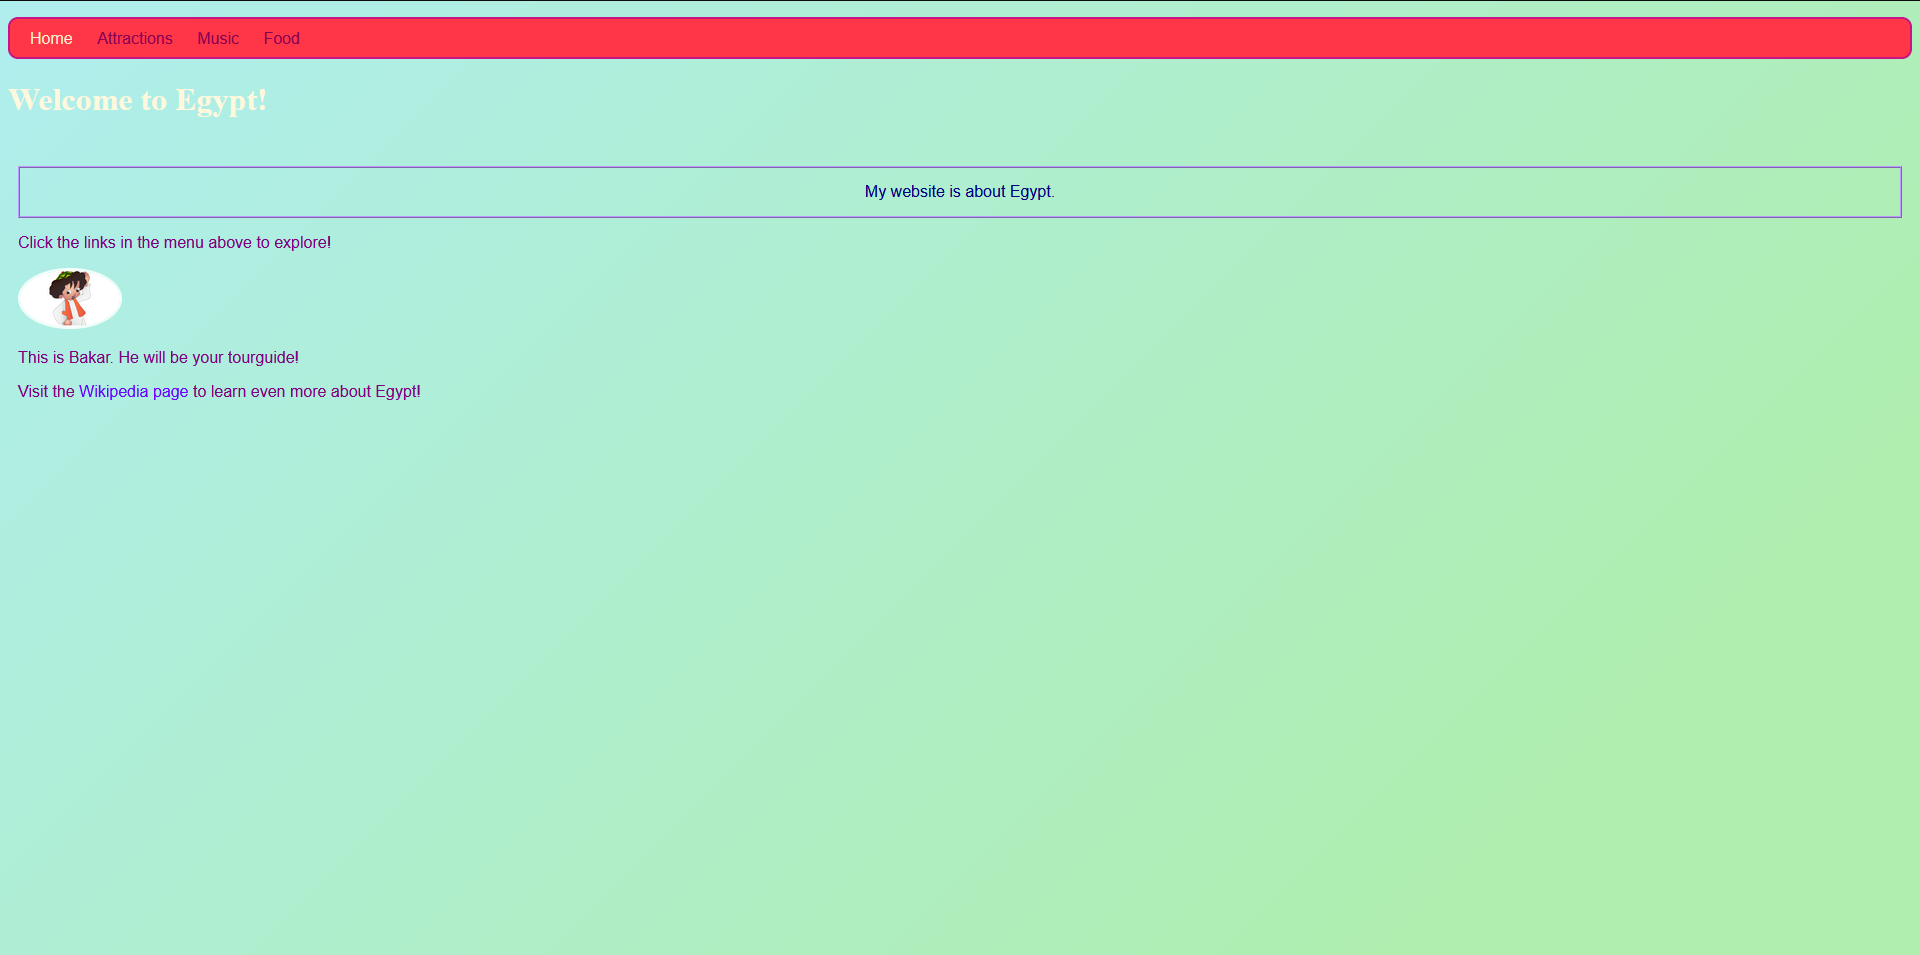 Home Attractions Music Food
Welcome to Egypt!
My website is about Egypt.
Click the links in the menu above to explore!
This is Bakar. He will be your tourguide!
Visit the Wikipedia page to learn even more about Egypt!